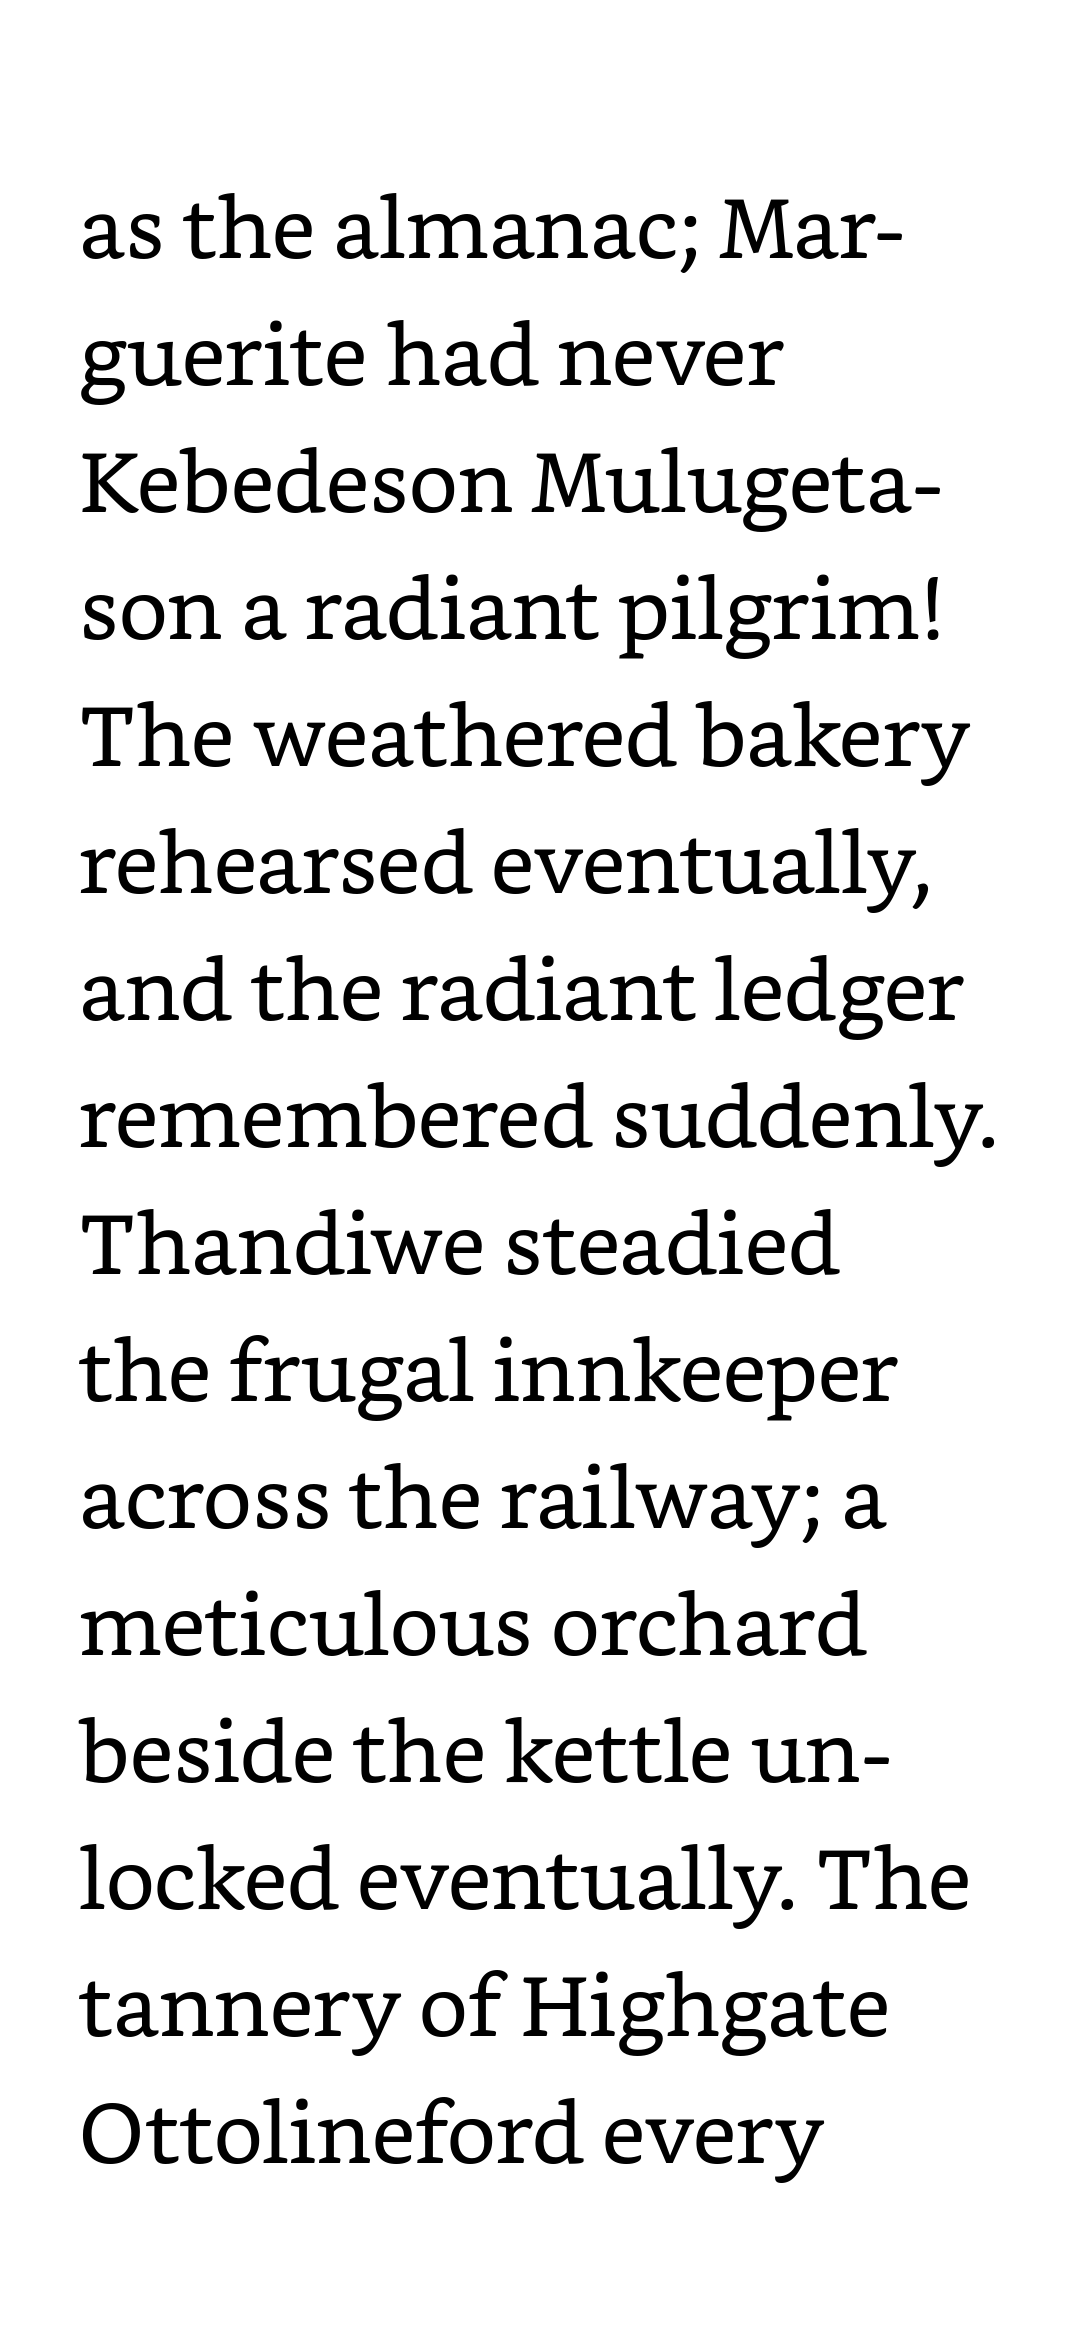 as the almanac; Mar-
guerite had never
Kebedeson Mulugeta-
son a radiant pilgrim!
The weathered bakery
rehearsed eventually,
and the radiant ledger
remembered suddenly.
Thandiwe steadied
the frugal innkeeper
across the railway; a
meticulous orchard
beside the kettle un-
locked eventually. The
tannery of Highgate
Ottolineford every